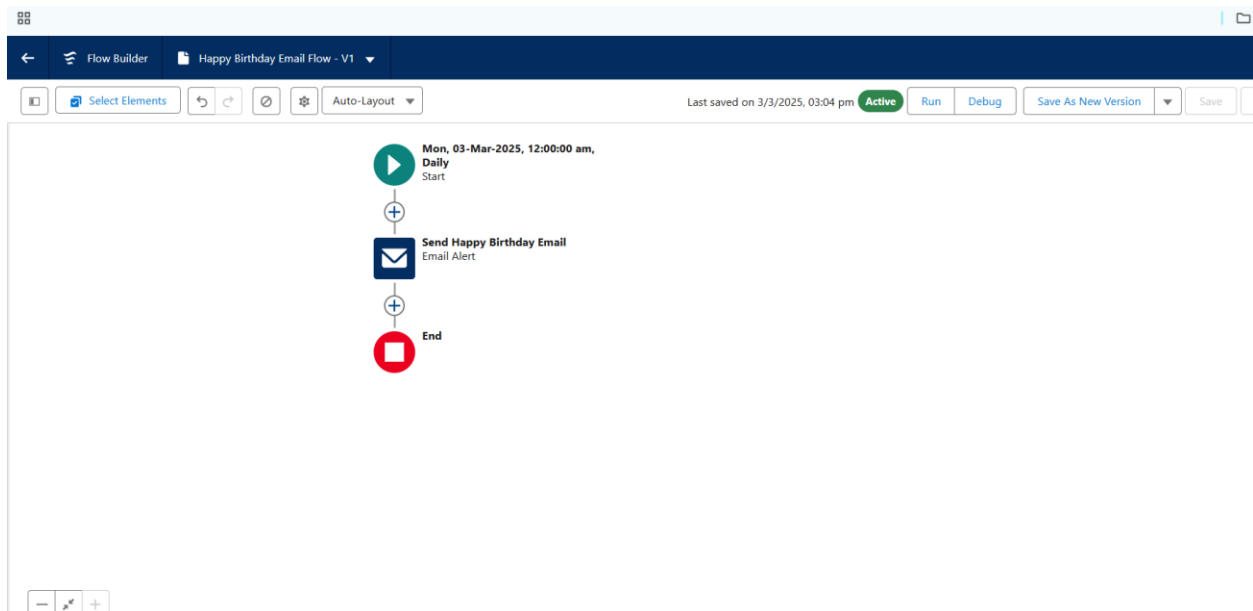 Flow Builder
Happy Birthday Email Flow - V1
Select Elements
Auto-Layout
Last saved on 3/3/2025, 03:04 pm
Active
Run
Debug
Save As New Version
Save
Mon, 03-Mar-2025, 12:00:00 am,
Daily
Start
Send Happy Birthday Email
Email Alert
End